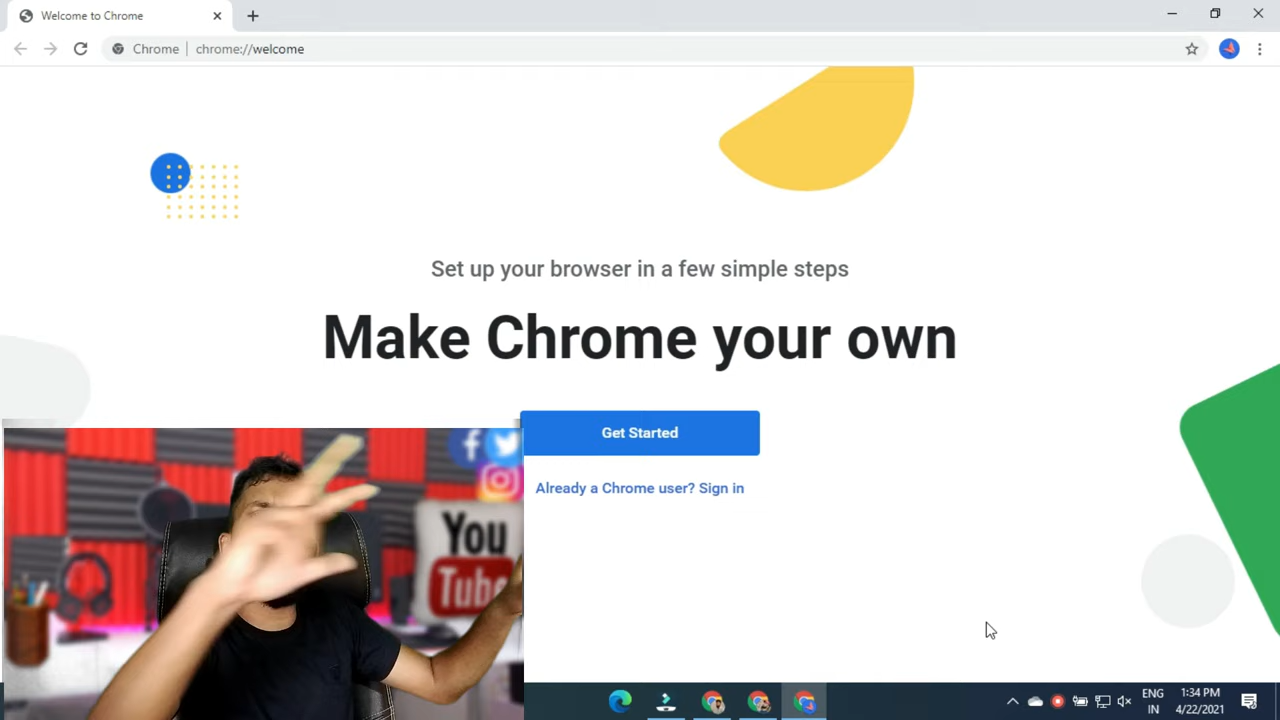 Welcome to Chrome
Chrome | chrome://welcome
Set up your browser in a few simple steps
Make Chrome your own
Get Started
Already a Chrome user? Sign in
You
Tube
ENG
IN
1:34 PM
4/22/2021